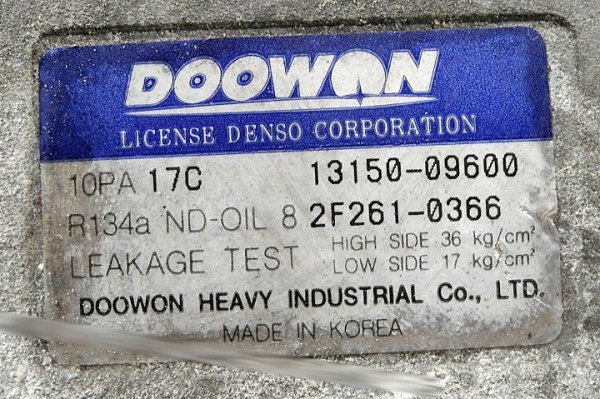 DOOWON
LICENSE DENSO CORPORATION
10PA 17C 13150-09600
R134a ND-OIL 8 2F261-0366
LEAKAGE TEST HIGH SIDE 36 kg/cm²
LOW SIDE 17 kg/cm²
DOOWON HEAVY INDUSTRIAL Co., LTD.
MADE IN KOREA